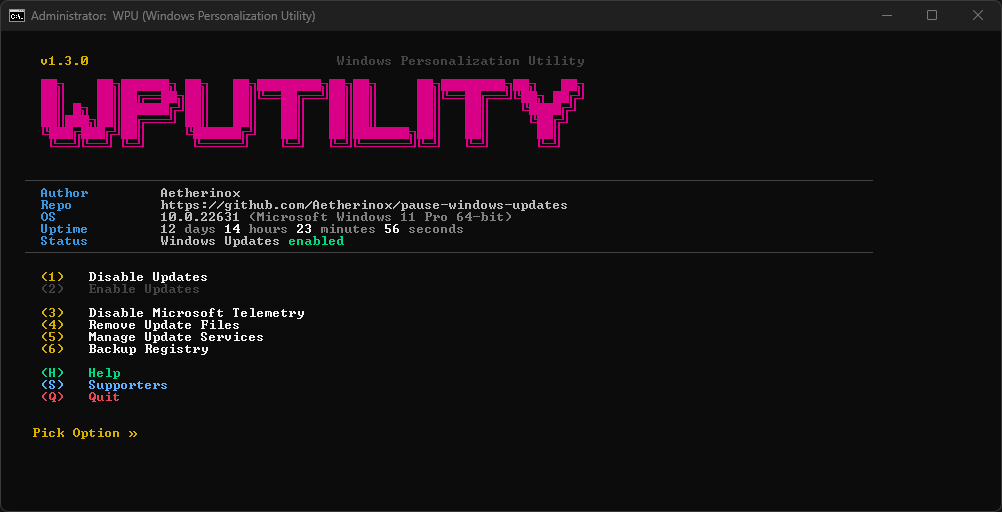 Administrator: WPU (Windows Personalization Utility)
v1.3.0 Windows Personalization Utility
WPUTILITY
Author Aetherinox
Repo https://github.com/Aetherinox/pause-windows-updates
OS 10.0.22631 (Microsoft Windows 11 Pro 64-bit)
Uptime 12 days 14 hours 23 minutes 56 seconds
Status Windows Updates enabled
(1) Disable Updates
(2) Enable Updates
(3) Disable Microsoft Telemetry
(4) Remove Update Files
(5) Manage Update Services
(6) Backup Registry
(H) Help
(S) Supporters
(Q) Quit
Pick Option »